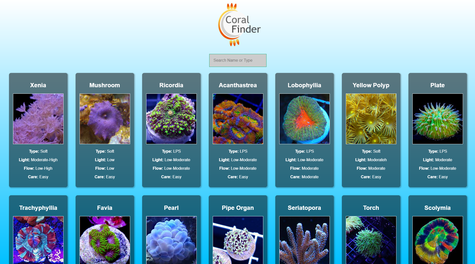 Coral
Finder
Search Name or Type
Xenia
Mushroom
Ricordia
Acanthastrea
Lobophyllia
Yellow Polyp
Plate
Type: Soft
Type: Soft
Type: LPS
Type: LPS
Type: LPS
Type: Soft
Type: LPS
Light: Moderate-High
Light: Low
Light: Low-Moderate
Light: Low-Moderate
Light: Low-Moderate
Light: Moderate
Light: Low-Moderate
Flow: Low-High
Flow: Low
Flow: Low-Moderate
Flow: Low-Moderate
Flow: Low-Moderate
Flow: Low-Moderate
Flow: Low-Moderate
Care: Easy
Care: Easy
Care: Easy
Care: Easy
Care: Moderate
Care: Easy
Care: Moderate
Trachyphyllia
Favia
Pearl
Pipe Organ
Seriatopora
Torch
Scolymia